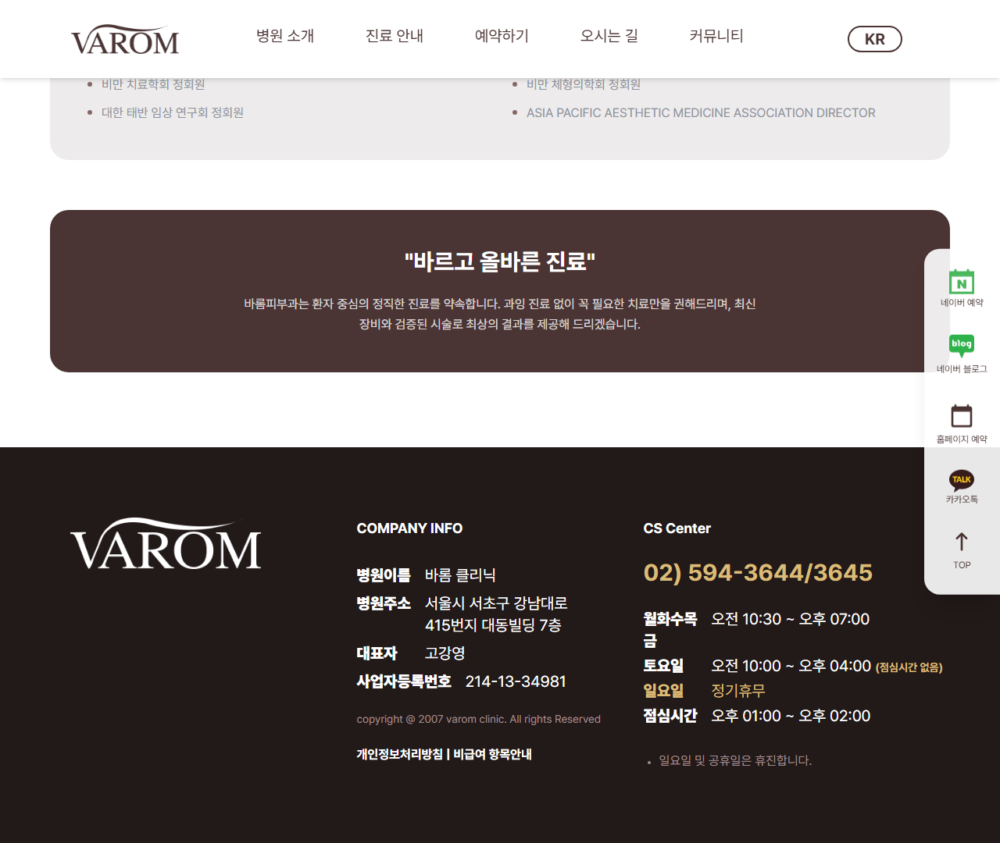 VAROM
병원 소개
진료 안내
예약하기
오시는 길
커뮤니티
KR
비만 치료학회 정회원
비만 체형의학회 정회원
대한 태반 임상 연구회 정회원
ASIA PACIFIC AESTHETIC MEDICINE ASSOCIATION DIRECTOR
"바르고 올바른 진료"
바롬피부과는 환자 중심의 정직한 진료를 약속합니다. 과잉 진료 없이 꼭 필요한 치료만을 권해드리며, 최신
장비와 검증된 시술로 최상의 결과를 제공해 드리겠습니다.
N
네이버 예약
blog
네이버 블로그
홈페이지 예약
TALK
카카오톡
TOP
VAROM
COMPANY INFO
병원이름 바롬 클리닉
병원주소 서울시 서초구 강남대로
415번지 대동빌딩 7층
대표자 고강영
사업자등록번호 214-13-34981
copyright @ 2007 varom clinic. All rights Reserved
개인정보처리방침 | 비급여 항목안내
CS Center
02) 594-3644/3645
월화수목 오전 10:30 ~ 오후 07:00
금
토요일 오전 10:00 ~ 오후 04:00 (점심시간 없음)
일요일 정기휴무
점심시간 오후 01:00 ~ 오후 02:00
일요일 및 공휴일은 휴진합니다.